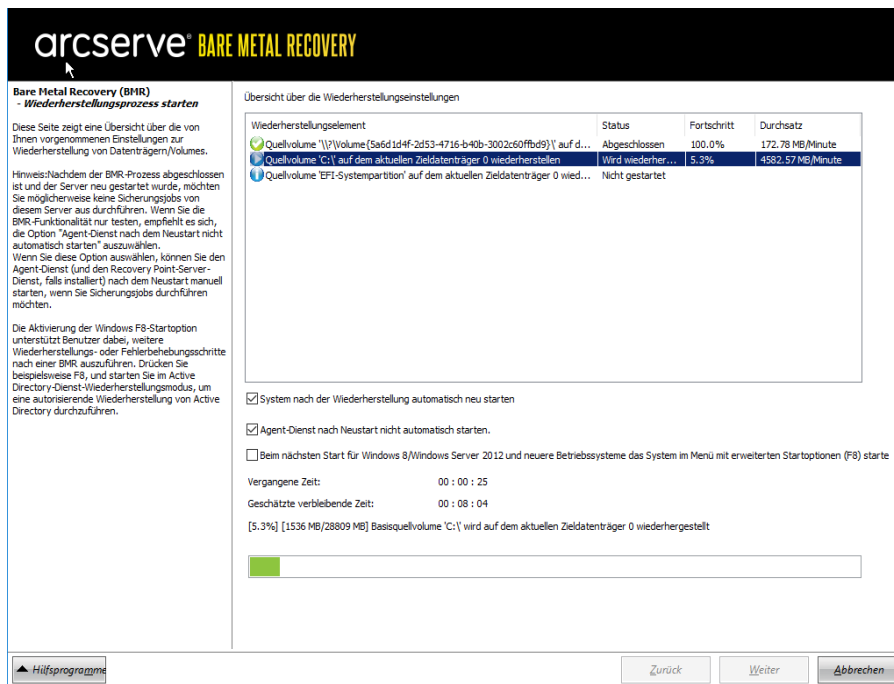 arcserve® BARE METAL RECOVERY
Bare Metal Recovery (BMR)
- Wiederherstellungsprozess starten
Diese Seite zeigt eine Übersicht über die von
Ihnen vorgenommenen Einstellungen zur
Wiederherstellung von Datenträgern/Volumes.
Hinweis:Nachdem der BMR-Prozess abgeschlossen
ist und der Server neu gestartet wurde, möchten
Sie möglicherweise keine Sicherungsjobs von
diesem Server aus durchführen. Wenn Sie die
BMR-Funktionalität nur testen, empfiehlt es sich,
die Option "Agent-Dienst nach dem Neustart nicht
automatisch starten" auszuwählen.
Wenn Sie diese Option auswählen, können Sie den
Agent-Dienst (und den Recovery Point-Server-
Dienst, falls installiert) nach dem Neustart manuell
starten, wenn Sie Sicherungsjobs durchführen
möchten.
Die Aktivierung der Windows F8-Startoption
unterstützt Benutzer dabei, weitere
Wiederherstellungs- oder Fehlerbehebungsschritte
nach einer BMR auszuführen. Drücken Sie
beispielsweise F8, und starten Sie im Active
Directory-Dienst-Wiederherstellungsmodus, um
eine autorisierende Wiederherstellung von Active
Directory durchzuführen.
Übersicht über die Wiederherstellungseinstellungen
Wiederherstellungselement Status Fortschritt Durchsatz
Quellvolume '\\?\Volume{5a6d1d4f-2d53-4716-b40b-3002c60ffbd9}\' auf d... Abgeschlossen 100.0% 172.78 MB/Minute
Quellvolume 'C:\' auf dem aktuellen Zieldatenträger 0 wiederherstellen Wird wiederher... 5.3% 4582.57 MB/Minute
Quellvolume 'EFI-Systempartition' auf dem aktuellen Zieldatenträger 0 wied... Nicht gestartet
System nach der Wiederherstellung automatisch neu starten
Agent-Dienst nach Neustart nicht automatisch starten.
Beim nächsten Start für Windows 8/Windows Server 2012 und neuere Betriebssysteme das System im Menü mit erweiterten Startoptionen (F8) starte
Vergangene Zeit: 00 : 00 : 25
Geschätzte verbleibende Zeit: 00 : 08 : 04
[5.3%] [1536 MB/28809 MB] Basisquellvolume 'C:\' wird auf dem aktuellen Zieldatenträger 0 wiederhergestellt
Hilfsprogramme Zurück Weiter Abbrechen